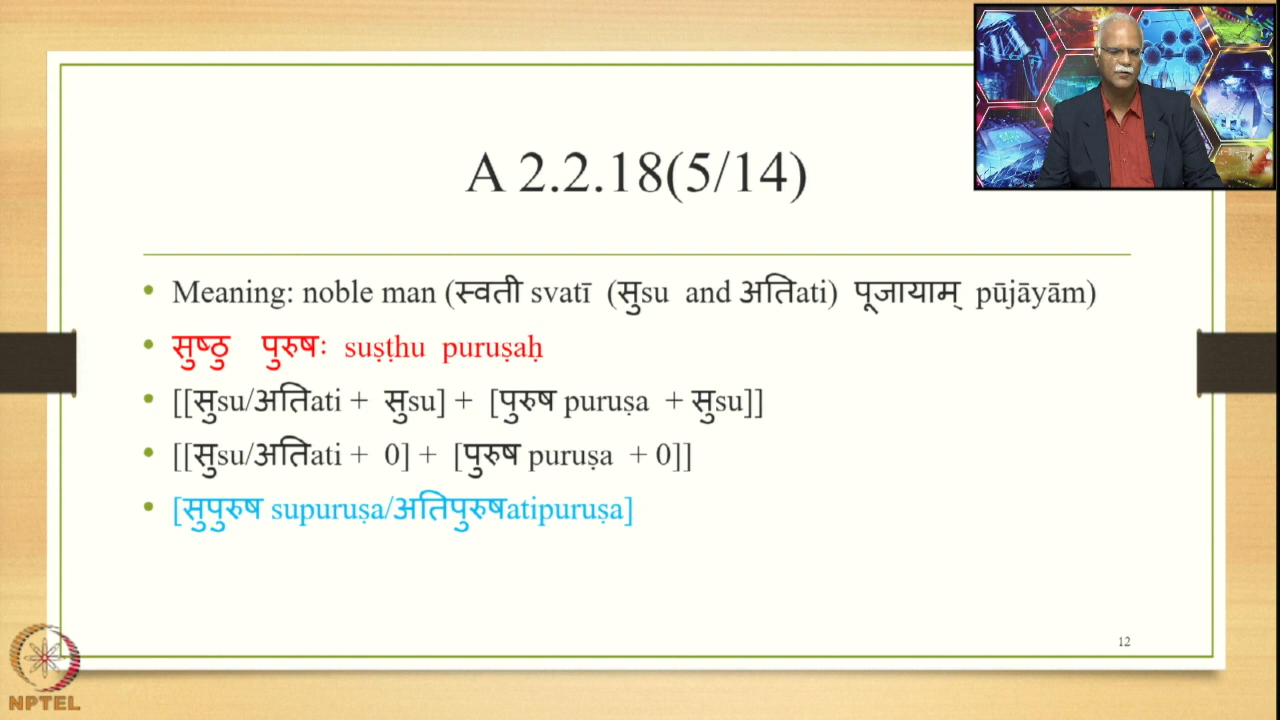 A 2.2.18(5/14)
• Meaning: noble man (स्वती svatī (सुsu and अतिati) पूजायाम् pūjāyām)
• सुष्ठु पुरुषः suṣṭhu puruṣaḥ
• [[सुsu/अतिati + सुsu] + [पुरुष puruṣa + सुsu]]
• [[सुsu/अतिati + 0] + [पुरुष puruṣa + 0]]
• [सुपुरुष supuruṣa/अतिपुरुषatipuruṣa]
12
NPTEL